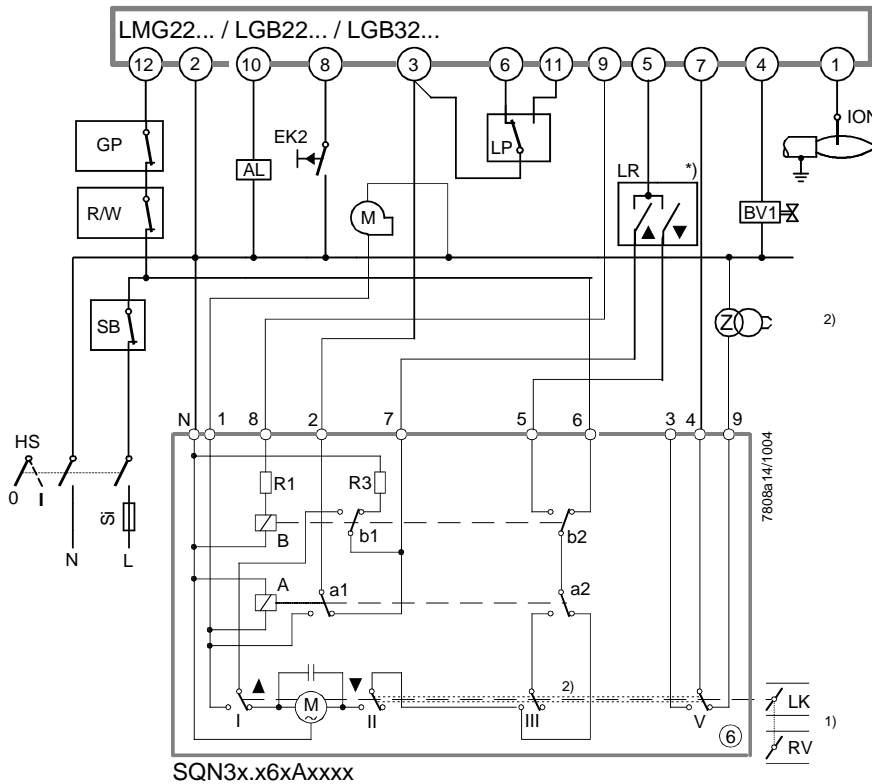 LMG22... / LGB22... / LGB32...
12 2 10 8 3 6 11 9 5 7 4 1
GP
EK2
ION
LP
LR *)
AL
R/W
M
BV1
SB
Z 2)
N 1 8 2 7 5 6 3 4 9
HS
0 I
Si
N L
R1 R3
B b1 b2
A a1 a2
7808a14/1004
2)
M
~
I II III V
LK
1)
RV
6
SQN3x.x6xAxxxx